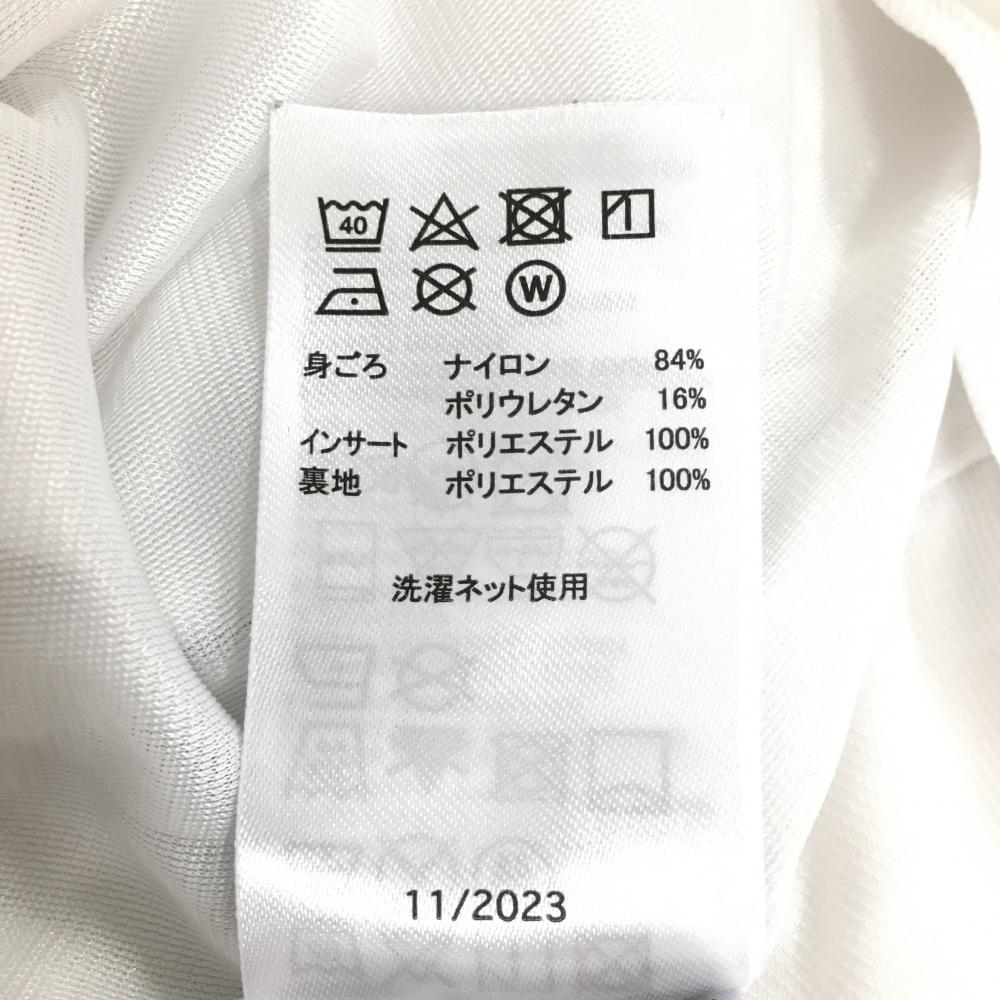 40
W
身ごろ ナイロン 84%
ポリウレタン 16%
インサート ポリエステル 100%
裏地 ポリエステル 100%
洗濯ネット使用
11/2023